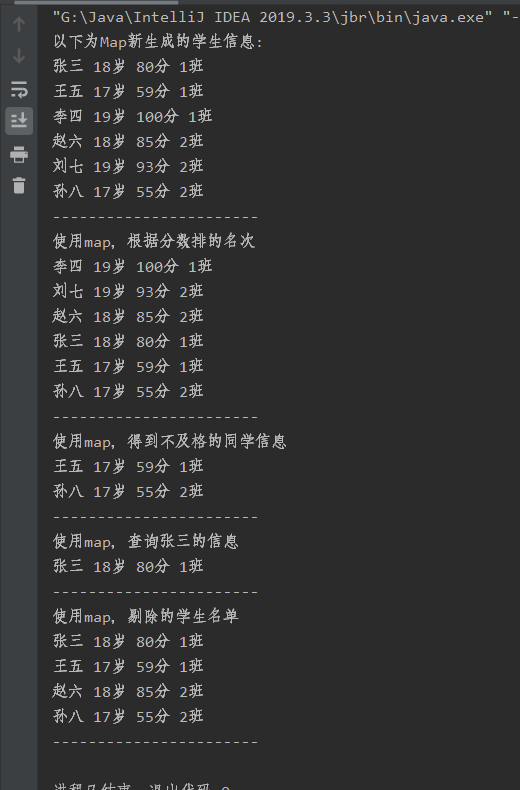 "G:\Java\IntelliJ IDEA 2019.3.3\jbr\bin\java.exe" "-
以下为Map新生成的学生信息:
张三 18岁 80分 1班
王五 17岁 59分 1班
李四 19岁 100分 1班
赵六 18岁 85分 2班
刘七 19岁 93分 2班
孙八 17岁 55分 2班
------------------------
使用map, 根据分数排的名次
李四 19岁 100分 1班
刘七 19岁 93分 2班
赵六 18岁 85分 2班
张三 18岁 80分 1班
王五 17岁 59分 1班
孙八 17岁 55分 2班
------------------------
使用map, 得到不及格的同学信息
王五 17岁 59分 1班
孙八 17岁 55分 2班
------------------------
使用map, 查询张三的信息
张三 18岁 80分 1班
------------------------
使用map, 剔除的学生名单
张三 18岁 80分 1班
王五 17岁 59分 1班
赵六 18岁 85分 2班
孙八 17岁 55分 2班
------------------------